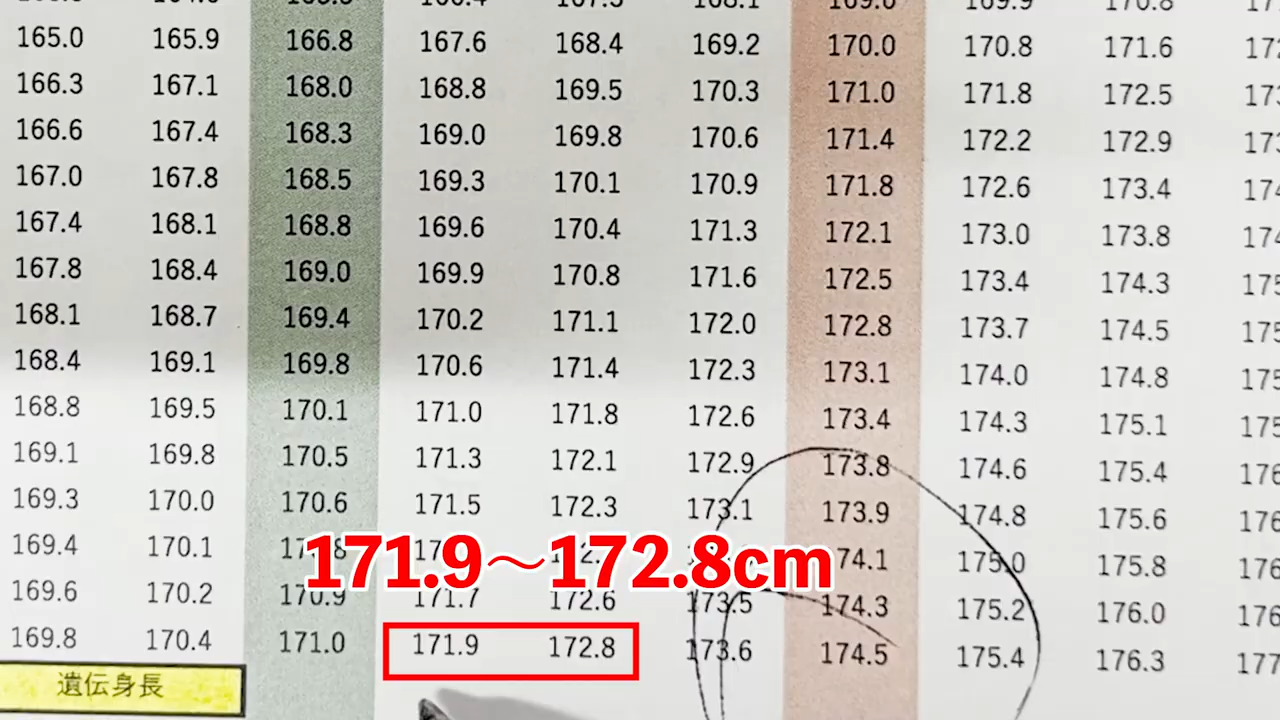 165.0 165.9 166.8 167.6 168.4 169.2 170.0 170.8 171.6
166.3 167.1 168.0 168.8 169.5 170.3 171.0 171.8 172.5
166.6 167.4 168.3 169.0 169.8 170.6 171.4 172.2 172.9
167.0 167.8 168.5 169.3 170.1 170.9 171.8 172.6 173.4
167.4 168.1 168.8 169.6 170.4 171.3 172.1 173.0 173.8
167.8 168.4 169.0 169.9 170.8 171.6 172.5 173.4 174.3
168.1 168.7 169.4 170.2 171.1 172.0 172.8 173.7 174.5
168.4 169.1 169.8 170.6 171.4 172.3 173.1 174.0 174.8
168.8 169.5 170.1 171.0 171.8 172.6 173.4 174.3 175.1
169.1 169.8 170.5 171.3 172.1 172.9 173.8 174.6 175.4
169.3 170.0 170.6 171.5 172.3 173.1 173.9 174.8 175.6
169.4 170.1 175.0 175.8
171.9～172.8cm
169.6 170.2 170.9 171.7 172.6 173.5 174.3 175.2 176.0
169.8 170.4 171.0 171.9 172.8 173.6 174.5 175.4 176.3
遺伝身長